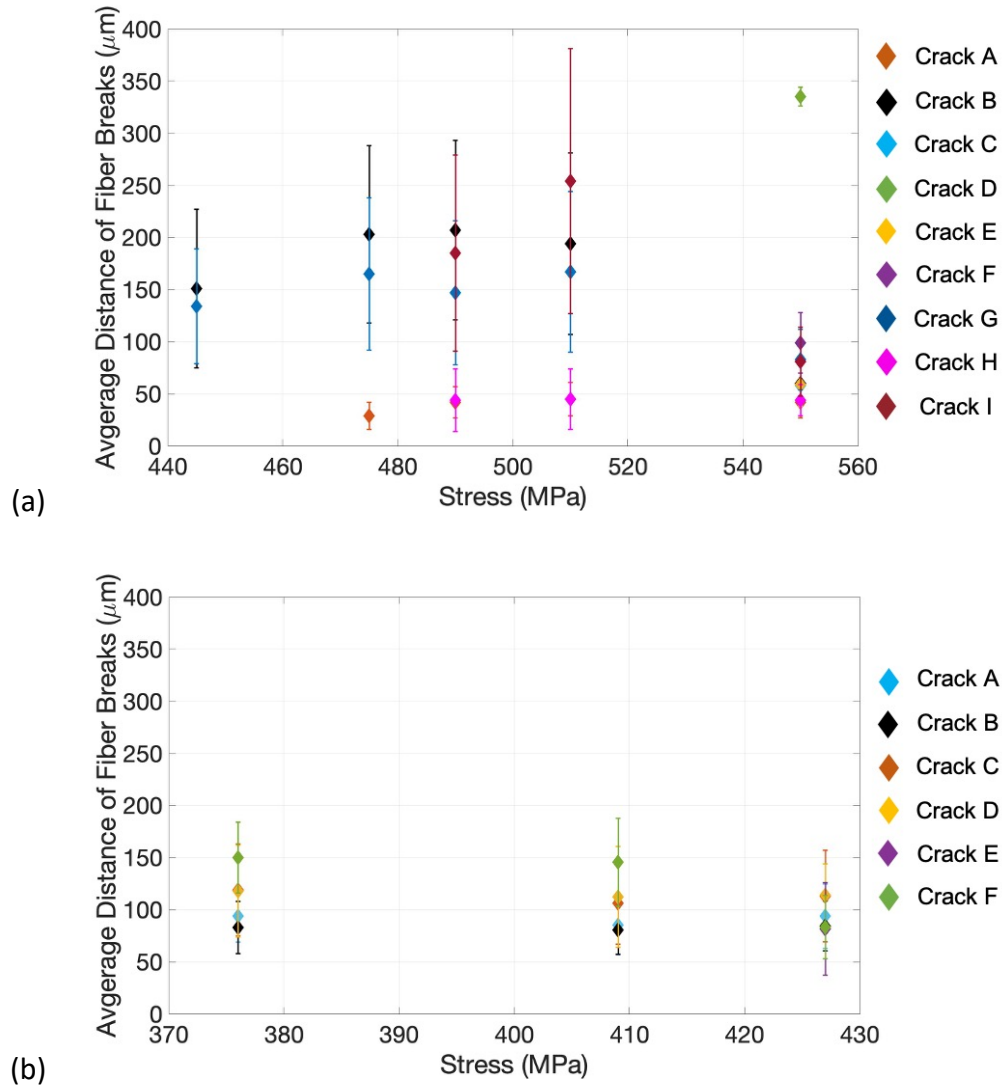 Avgerage Distance of Fiber Breaks (μm)
400
350
300
250
200
150
100
50
0
440 460 480 500 520 540 560
Stress (MPa)
Crack A
Crack B
Crack C
Crack D
Crack E
Crack F
Crack G
Crack H
Crack I
(a)
Avgerage Distance of Fiber Breaks (μm)
400
350
300
250
200
150
100
50
0
370 380 390 400 410 420 430
Stress (MPa)
Crack A
Crack B
Crack C
Crack D
Crack E
Crack F
(b)